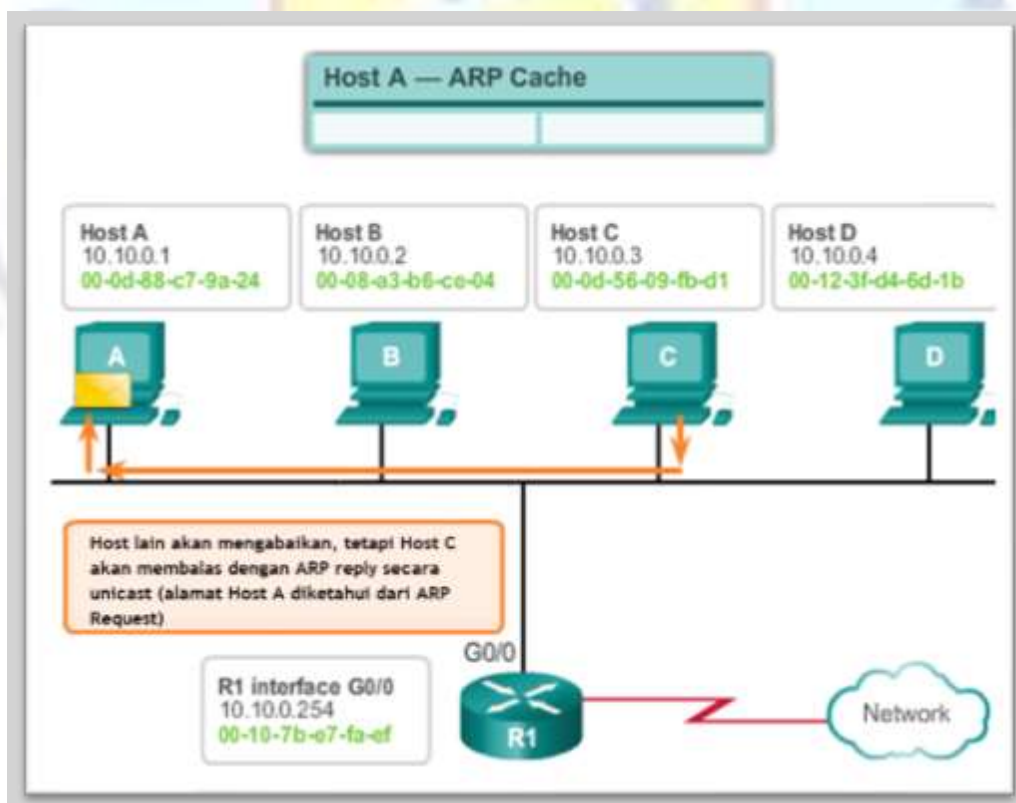 Host A — ARP Cache
Host A
10.10.0.1
00-0d-88-c7-9a-24
Host B
10.10.0.2
00-08-a3-b6-ce-04
Host C
10.10.0.3
00-0d-56-09-fb-d1
Host D
10.10.0.4
00-12-3f-d4-6d-1b
A
B
C
D
Host lain akan mengabaikan, tetapi Host C
akan membalas dengan ARP reply secara
unicast (alamat Host A diketahui dari ARP
Request)
G0/0
R1 interface G0/0
10.10.0.254
00-10-7b-e7-fa-ef
R1
Network